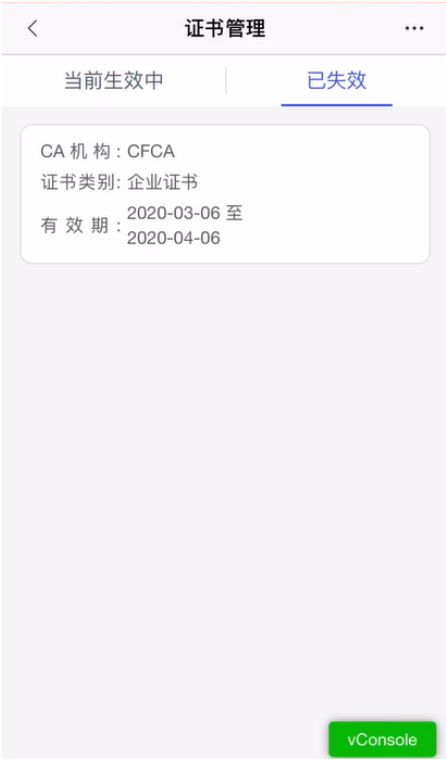 证书管理
当前生效中
已失效
CA 机 构 : CFCA
证书类别: 企业证书
有 效 期 : 2020-03-06 至
2020-04-06
vConsole